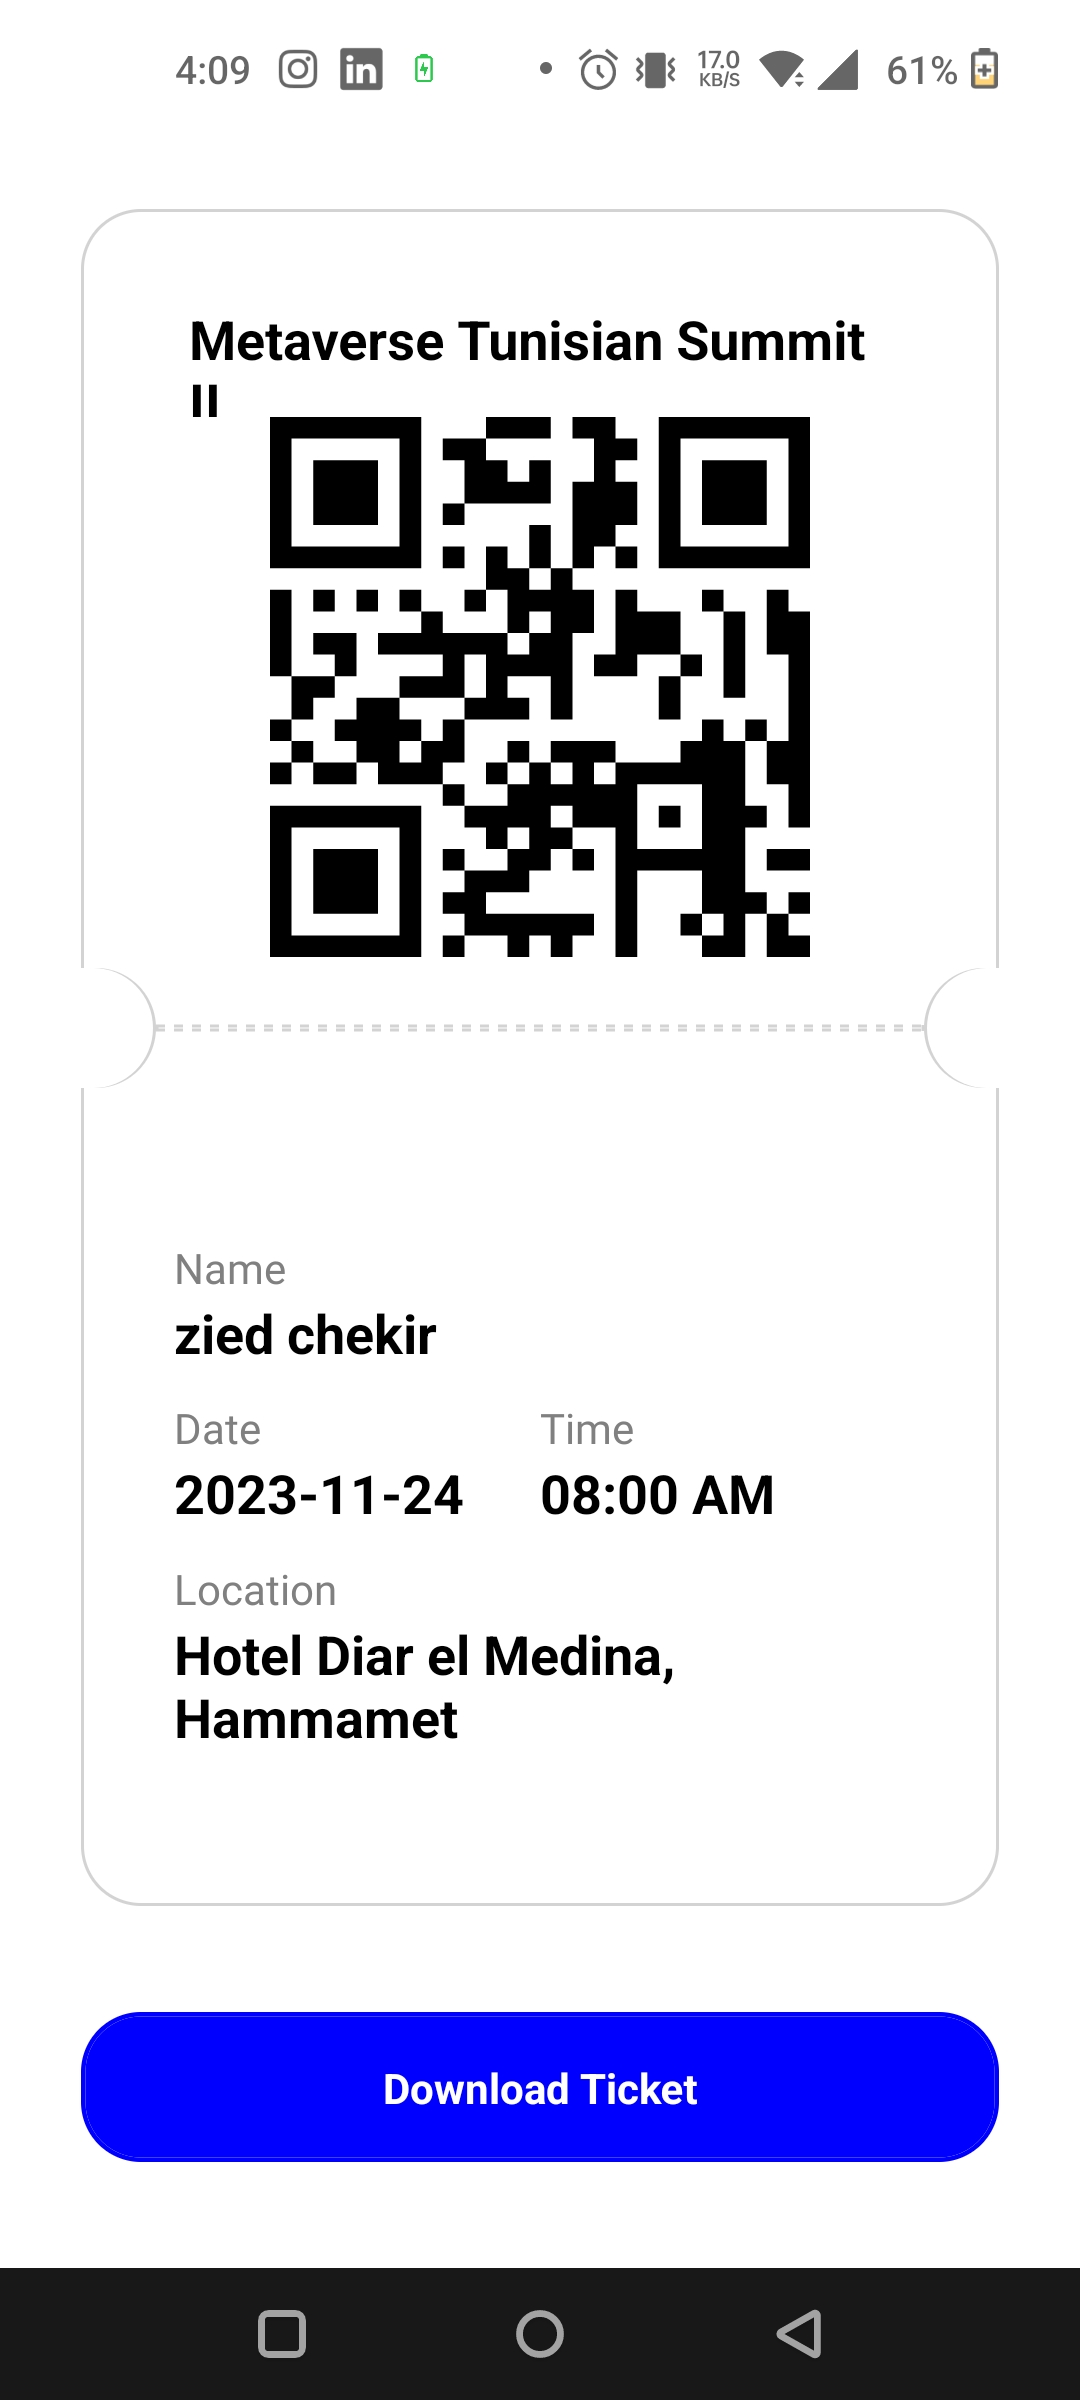 4:09 in 17.0 KB/S 61%
Metaverse Tunisian Summit
II
Name
zied chekir
Date Time
2023-11-24 08:00 AM
Location
Hotel Diar el Medina,
Hammamet
Download Ticket